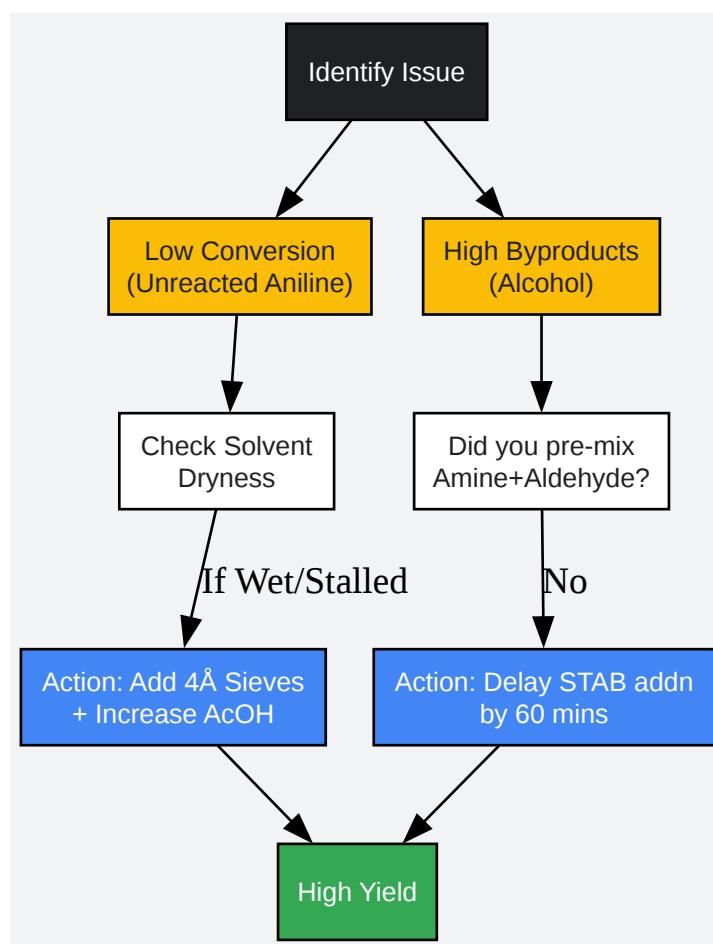 Identify Issue
Low Conversion
(Unreacted Aniline)
High Byproducts
(Alcohol)
Check Solvent
Dryness
Did you pre-mix
Amine+Aldehyde?
If Wet/Stalled
No
Action: Add 4Å Sieves
+ Increase AcOH
Action: Delay STAB addn
by 60 mins
High Yield